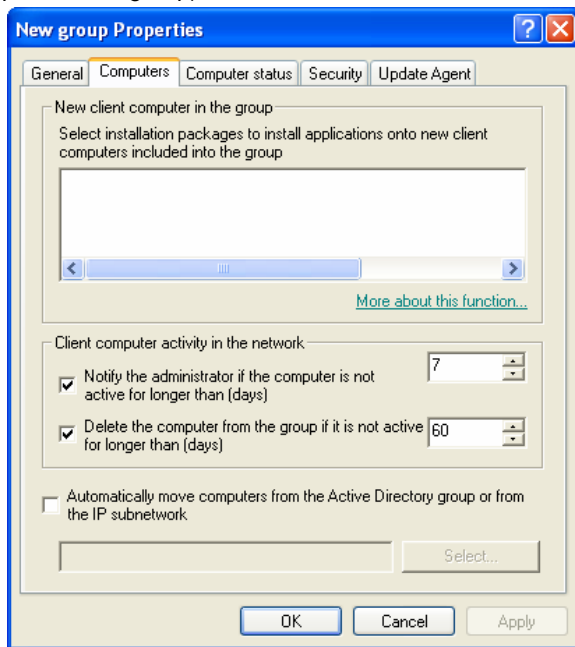 New group Properties
General Computers Computer status Security Update Agent
New client computer in the group
Select installation packages to install applications onto new client
computers included into the group
More about this function...
Client computer activity in the network
Notify the administrator if the computer is not
active for longer than (days)
7
Delete the computer from the group if it is not active
for longer than (days)
60
Automatically move computers from the Active Directory group or from
the IP subnetwork
Select...
OK Cancel Apply